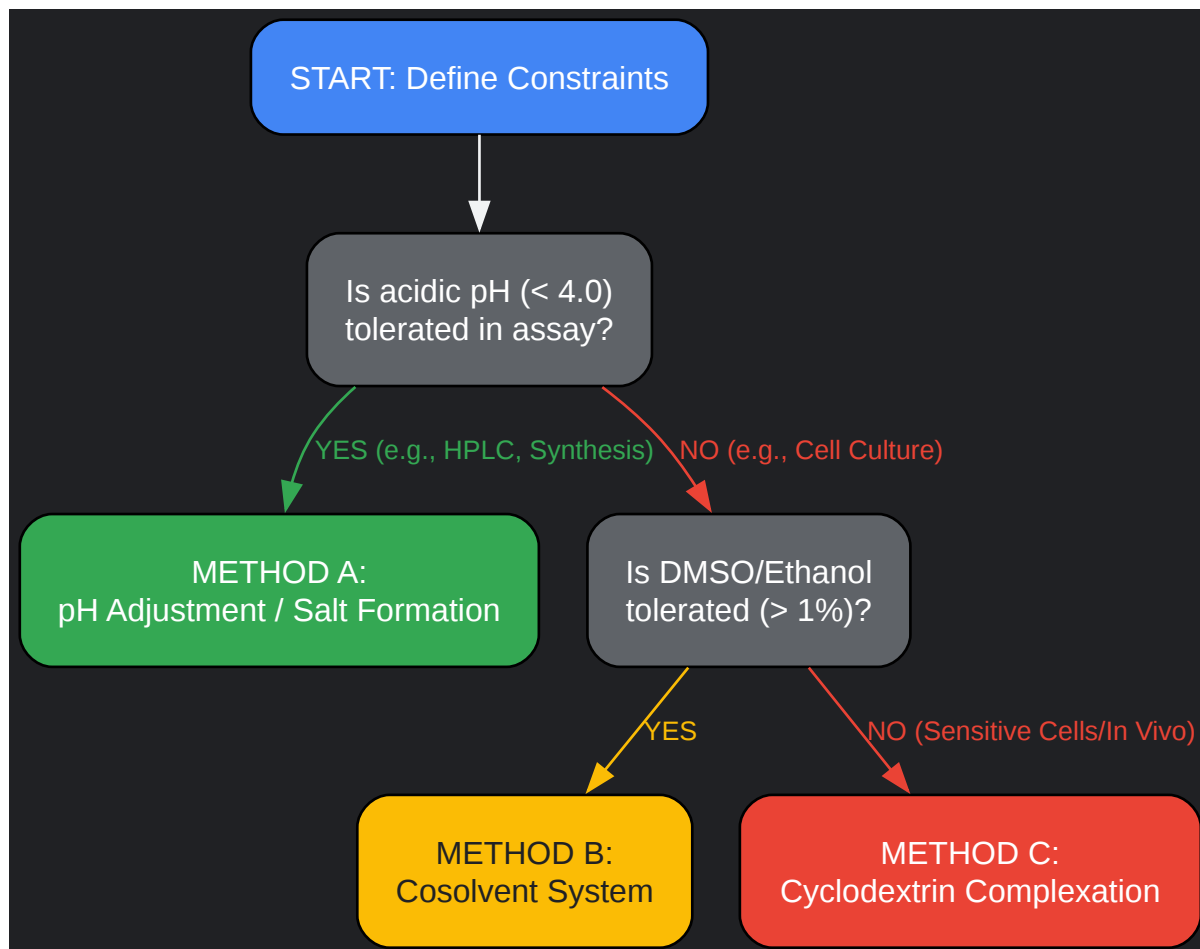 START: Define Constraints
Is acidic pH (< 4.0)
tolerated in assay?
YES (e.g., HPLC, Synthesis)
NO (e.g., Cell Culture)
METHOD A:
pH Adjustment / Salt Formation
Is DMSO/Ethanol
tolerated (> 1%)?
YES
NO (Sensitive Cells/In Vivo)
METHOD B:
Cosolvent System
METHOD C:
Cyclodextrin Complexation